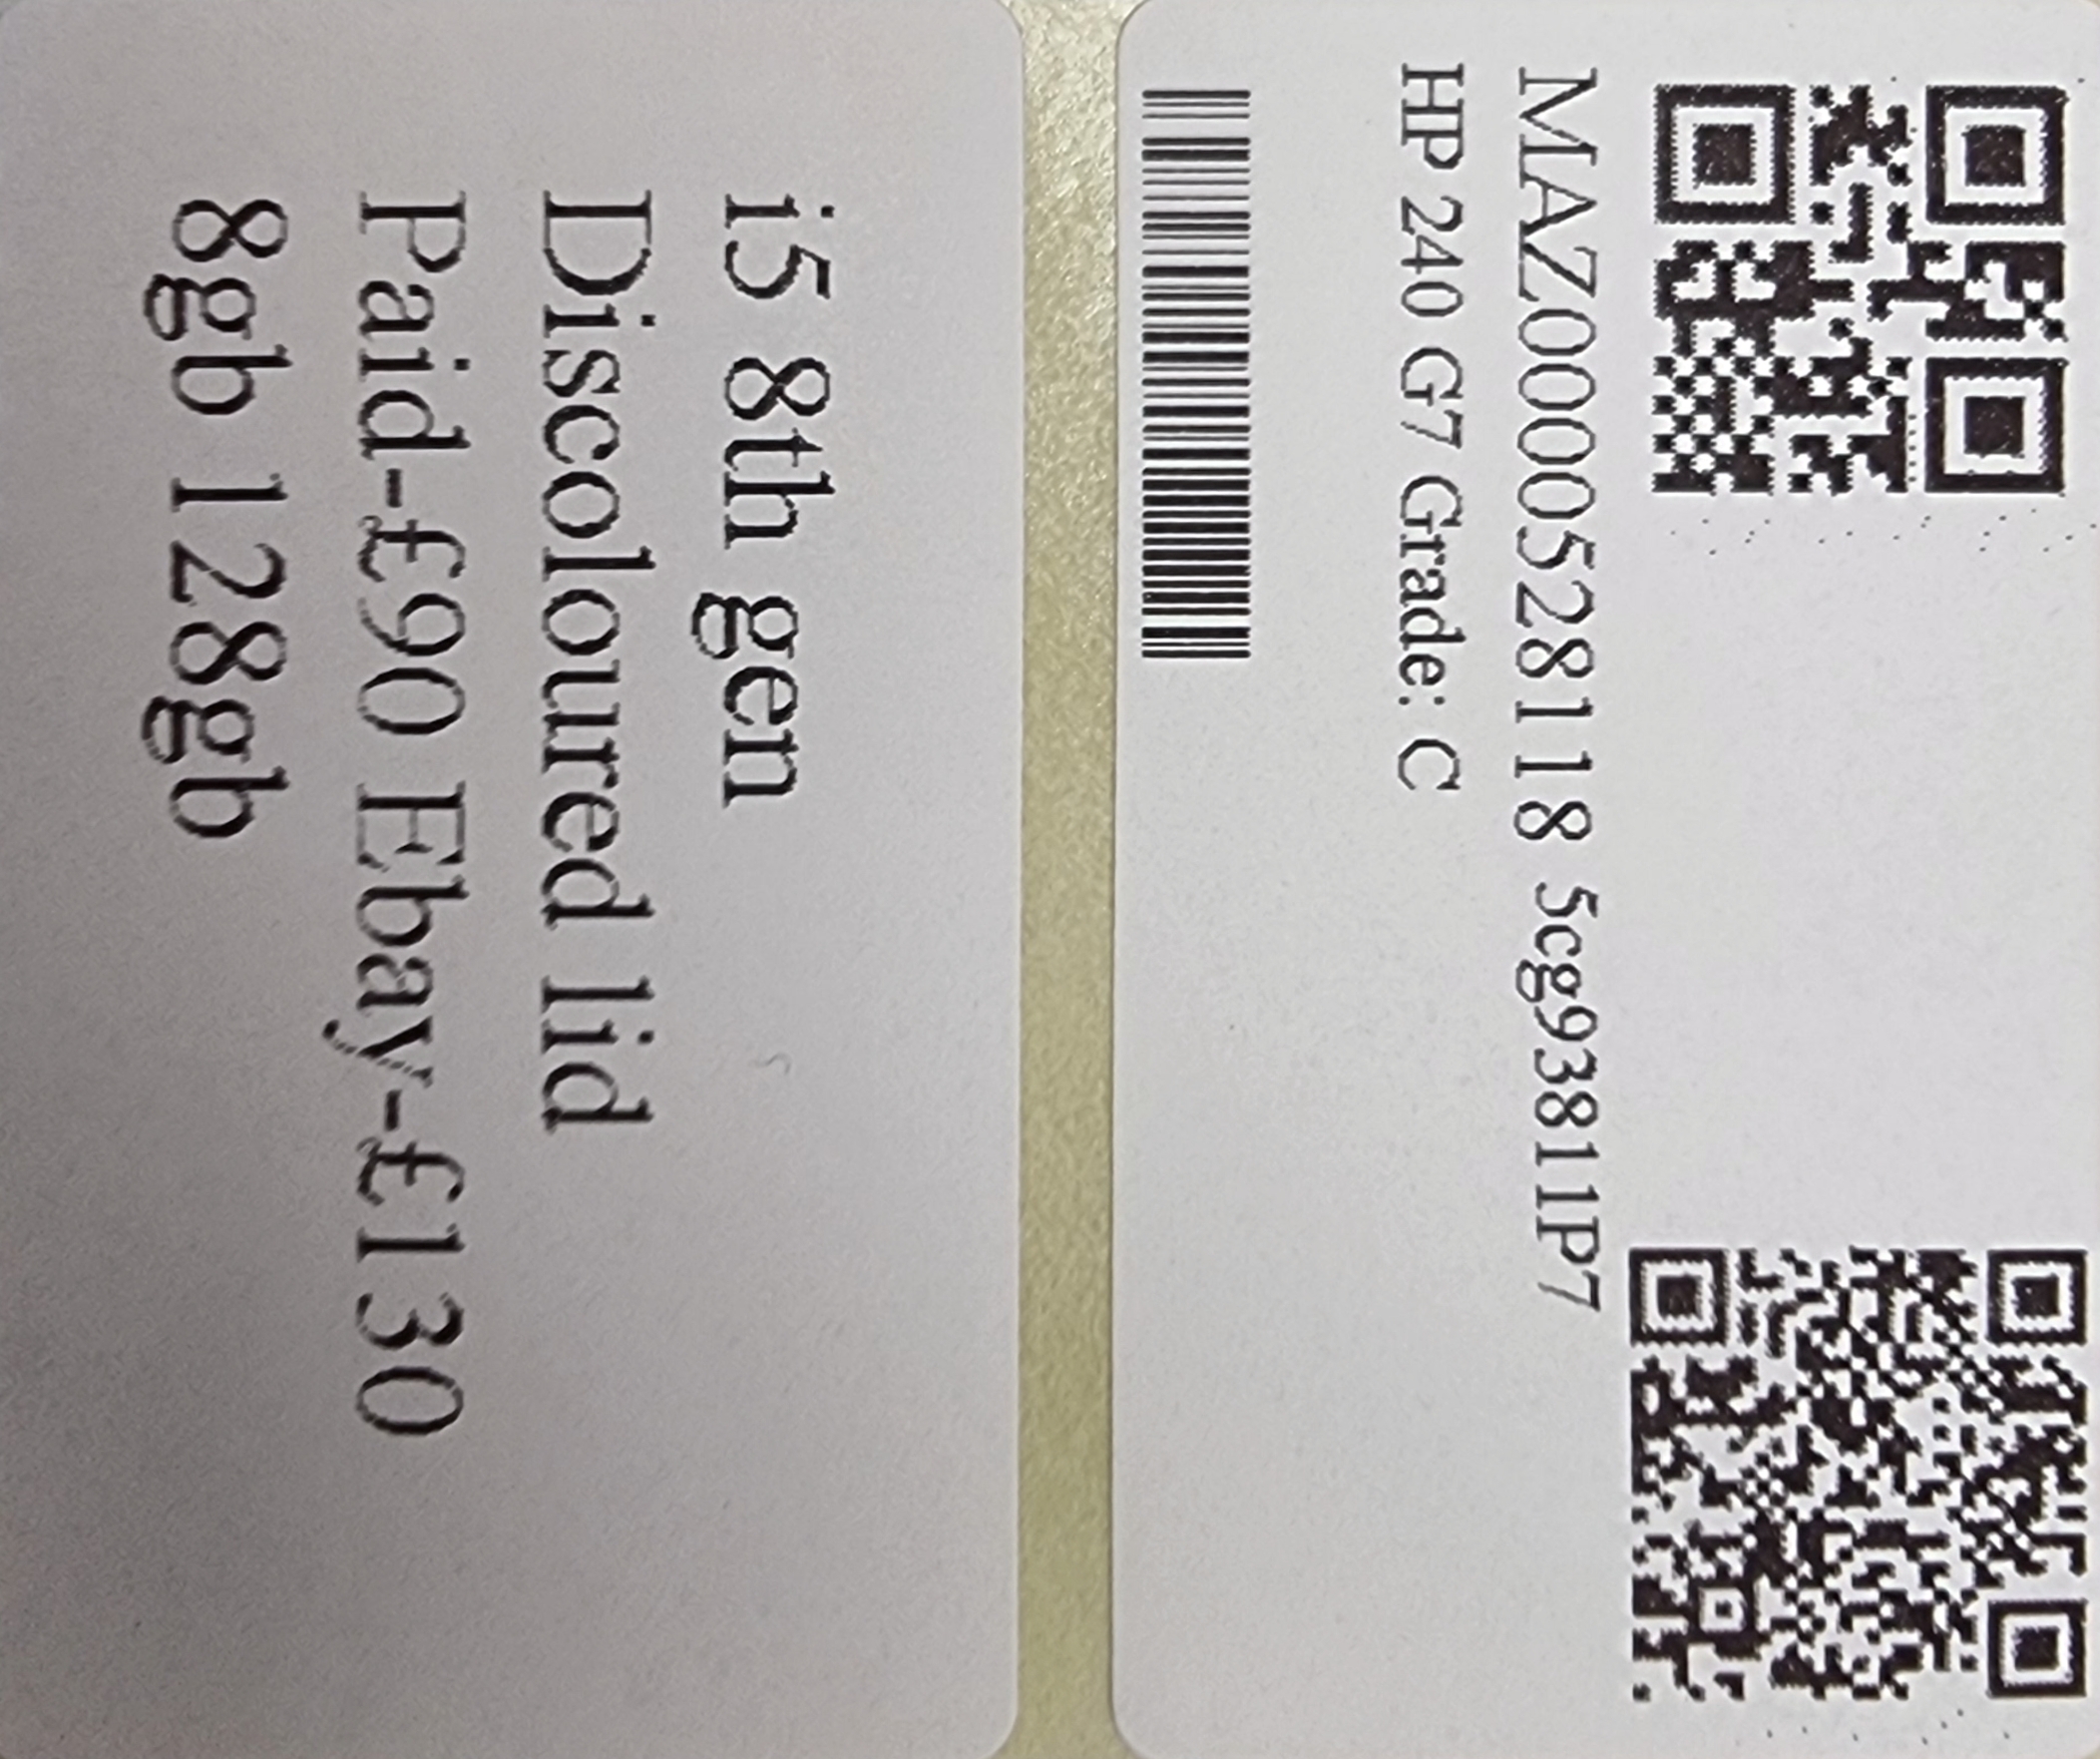 MAZ0000528118 5cg93811P7
HP 240 G7 Grade: C
i5 8th gen
Discoloured lid
Paid-£90 Ebay-£130
8gb 128gb